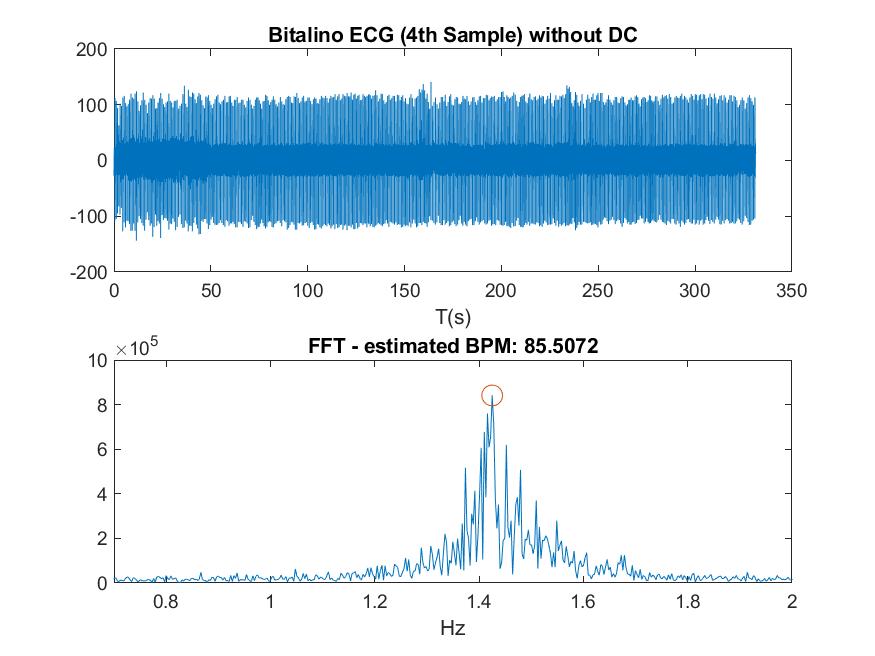 Bitalino ECG (4th Sample) without DC
200
100
0
-100
-200
0 50 100 150 200 250 300 350
T(s)
FFT - estimated BPM: 85.5072
×10⁵
10
8
6
4
2
0
0.8 1 1.2 1.4 1.6 1.8 2
Hz